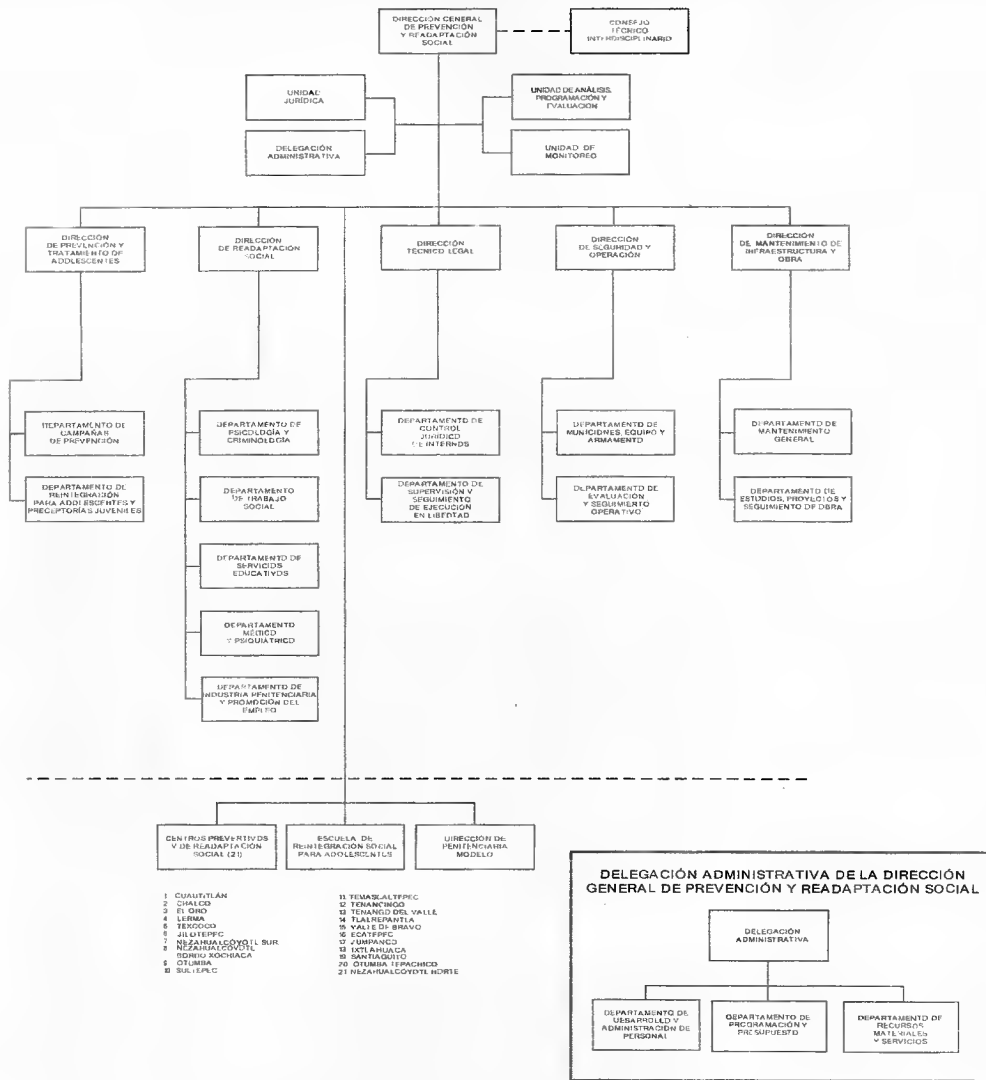 DIRECCIÓN GENERAL
DE PREVENCIÓN
Y READAPTACIÓN
SOCIAL
CONSEJO
TÉCNICO
INTERDISCIPLINARIO
UNIDAD
JURÍDICA
UNIDAD DE ANÁLISIS,
PROGRAMACIÓN Y
EVALUACIÓN
DELEGACIÓN
ADMINISTRATIVA
UNIDAD DE
MONITOREO
DIRECCIÓN
DE PREVENCIÓN Y
TRATAMIENTO DE
ADOLESCENTES
DIRECCIÓN
DE READAPTACIÓN
SOCIAL
DIRECCIÓN
TÉCNICO LEGAL
DIRECCIÓN
DE SEGURIDAD Y
OPERACIÓN
DIRECCIÓN
DE MANTENIMIENTO DE
INFRAESTRUCTURA Y
OBRA
DEPARTAMENTO DE
CAMPAÑAS
DE PREVENCIÓN
DEPARTAMENTO DE
PSICOLOGÍA Y
CRIMINOLOGÍA
DEPARTAMENTO DE
CONTROL
JURÍDICO
DE INTERNOS
DEPARTAMENTO DE
MUNICIONES, EQUIPO Y
ARMAMENTO
DEPARTAMENTO DE
MANTENIMIENTO
GENERAL
DEPARTAMENTO DE
REINTEGRACIÓN
PARA ADOLESCENTES Y
PRECEPTORÍAS JUVENILES
DEPARTAMENTO
DE TRABAJO
SOCIAL
DEPARTAMENTO DE
SUPERVISIÓN Y
SEGUIMIENTO
DE EJECUCIÓN
EN LIBERTAD
DEPARTAMENTO DE
EVALUACIÓN
Y SEGUIMIENTO
OPERATIVO
DEPARTAMENTO DE
ESTUDIOS, PROYECTOS Y
SEGUIMIENTO DE OBRA
DEPARTAMENTO DE
SERVICIOS
EDUCATIVOS
DEPARTAMENTO
MÉDICO
Y PSIQUIÁTRICO
DEPARTAMENTO DE
INDUSTRIA PENITENCIARIA
Y PROMOCIÓN DEL
EMPLEO
CENTROS PREVENTIVOS
Y DE READAPTACIÓN
SOCIAL (21)
ESCUELA DE
REINTEGRACIÓN SOCIAL
PARA ADOLESCENTES
DIRECCIÓN DE
PENITENCIARIA
MODELO
1 CUAUTITLÁN
2 CHALCO
3 EL ORO
4 LERMA
5 TEXCOCO
6 JILOTEPEC
7 NEZAHUALCÓYOTL SUR
8 NEZAHUALCÓYOTL
BORDO XOCHIACA
9 OTUMBA
10 SULTEPEC
11 TEMASCALTEPEC
12 TENANCINGO
13 TENANGO DEL VALLE
14 TLALNEPANTLA
15 VALLE DE BRAVO
16 ECATEPEC
17 ZUMPANGO
18 IXTLAHUACA
19 SANTIAGUITO
20 OTUMBA TEPACHICO
21 NEZAHUALCÓYOTL NORTE
DELEGACIÓN ADMINISTRATIVA DE LA DIRECCIÓN
GENERAL DE PREVENCIÓN Y READAPTACIÓN SOCIAL
DELEGACIÓN
ADMINISTRATIVA
DEPARTAMENTO DE
DESARROLLO Y
ADMINISTRACIÓN DE
PERSONAL
DEPARTAMENTO DE
PROGRAMACIÓN Y
PRESUPUESTO
DEPARTAMENTO DE
RECURSOS
MATERIALES
Y SERVICIOS